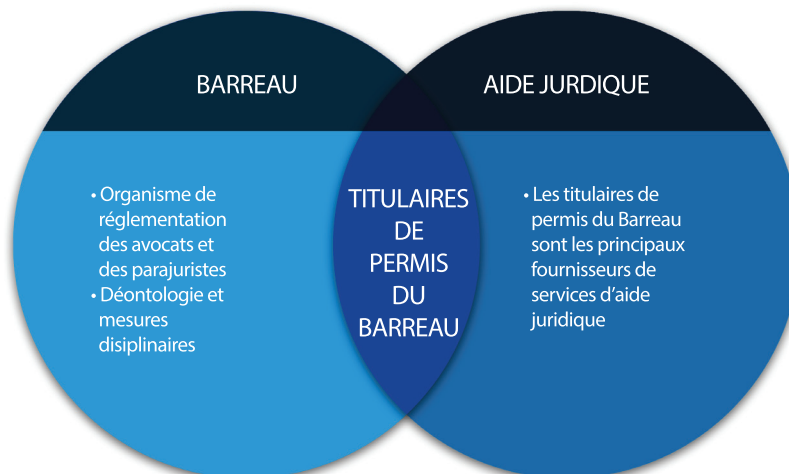 BARREAU
• Organisme de
réglementation
des avocats et
des parajuristes
• Déontologie et
mesures
disiplinaires
TITULAIRES
DE
PERMIS
DU
BARREAU
AIDE JURDIQUE
• Les titulaires de
permis du Barreau
sont les principaux
fournisseurs de
services d’aide
juridique